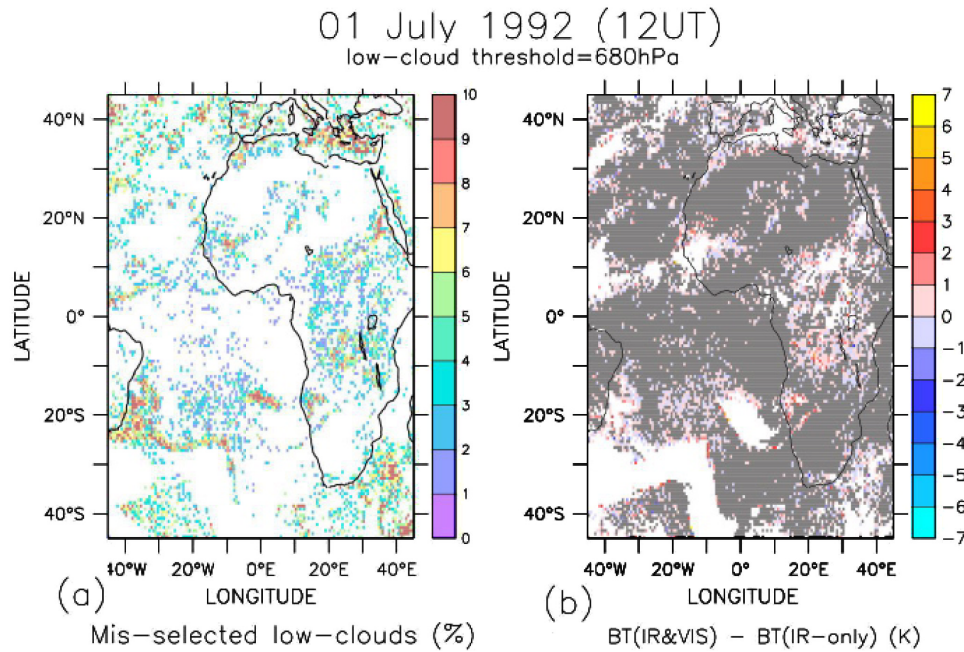 01 July 1992 (12UT)
low-cloud threshold=680hPa
40°N
20°N
0°
20°S
40°S
LATITUDE
40°W
20°W
0°E
20°E
40°E
LONGITUDE
10
9
8
7
6
5
4
3
2
1
0
(a)
Mis-selected low-clouds (%)
40°N
20°N
0°
20°S
40°S
LATITUDE
40°W
20°W
0°
20°E
40°E
LONGITUDE
7
6
5
4
3
2
1
0
-1
-2
-3
-4
-5
-6
-7
(b)
BT(IR&VIS) - BT(IR-only) (K)